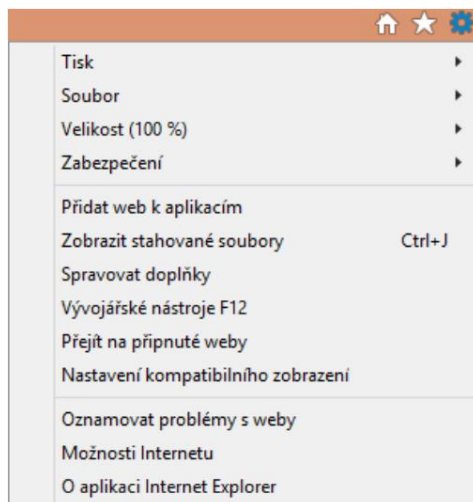 Tisk
Soubor
Velikost (100 %)
Zabezpečení
Přidat web k aplikacím
Zobrazit stahované soubory Ctrl+J
Spravovat doplňky
Vývojářské nástroje F12
Přejít na připnuté weby
Nastavení kompatibilního zobrazení
Oznamovat problémy s weby
Možnosti Internetu
O aplikaci Internet Explorer